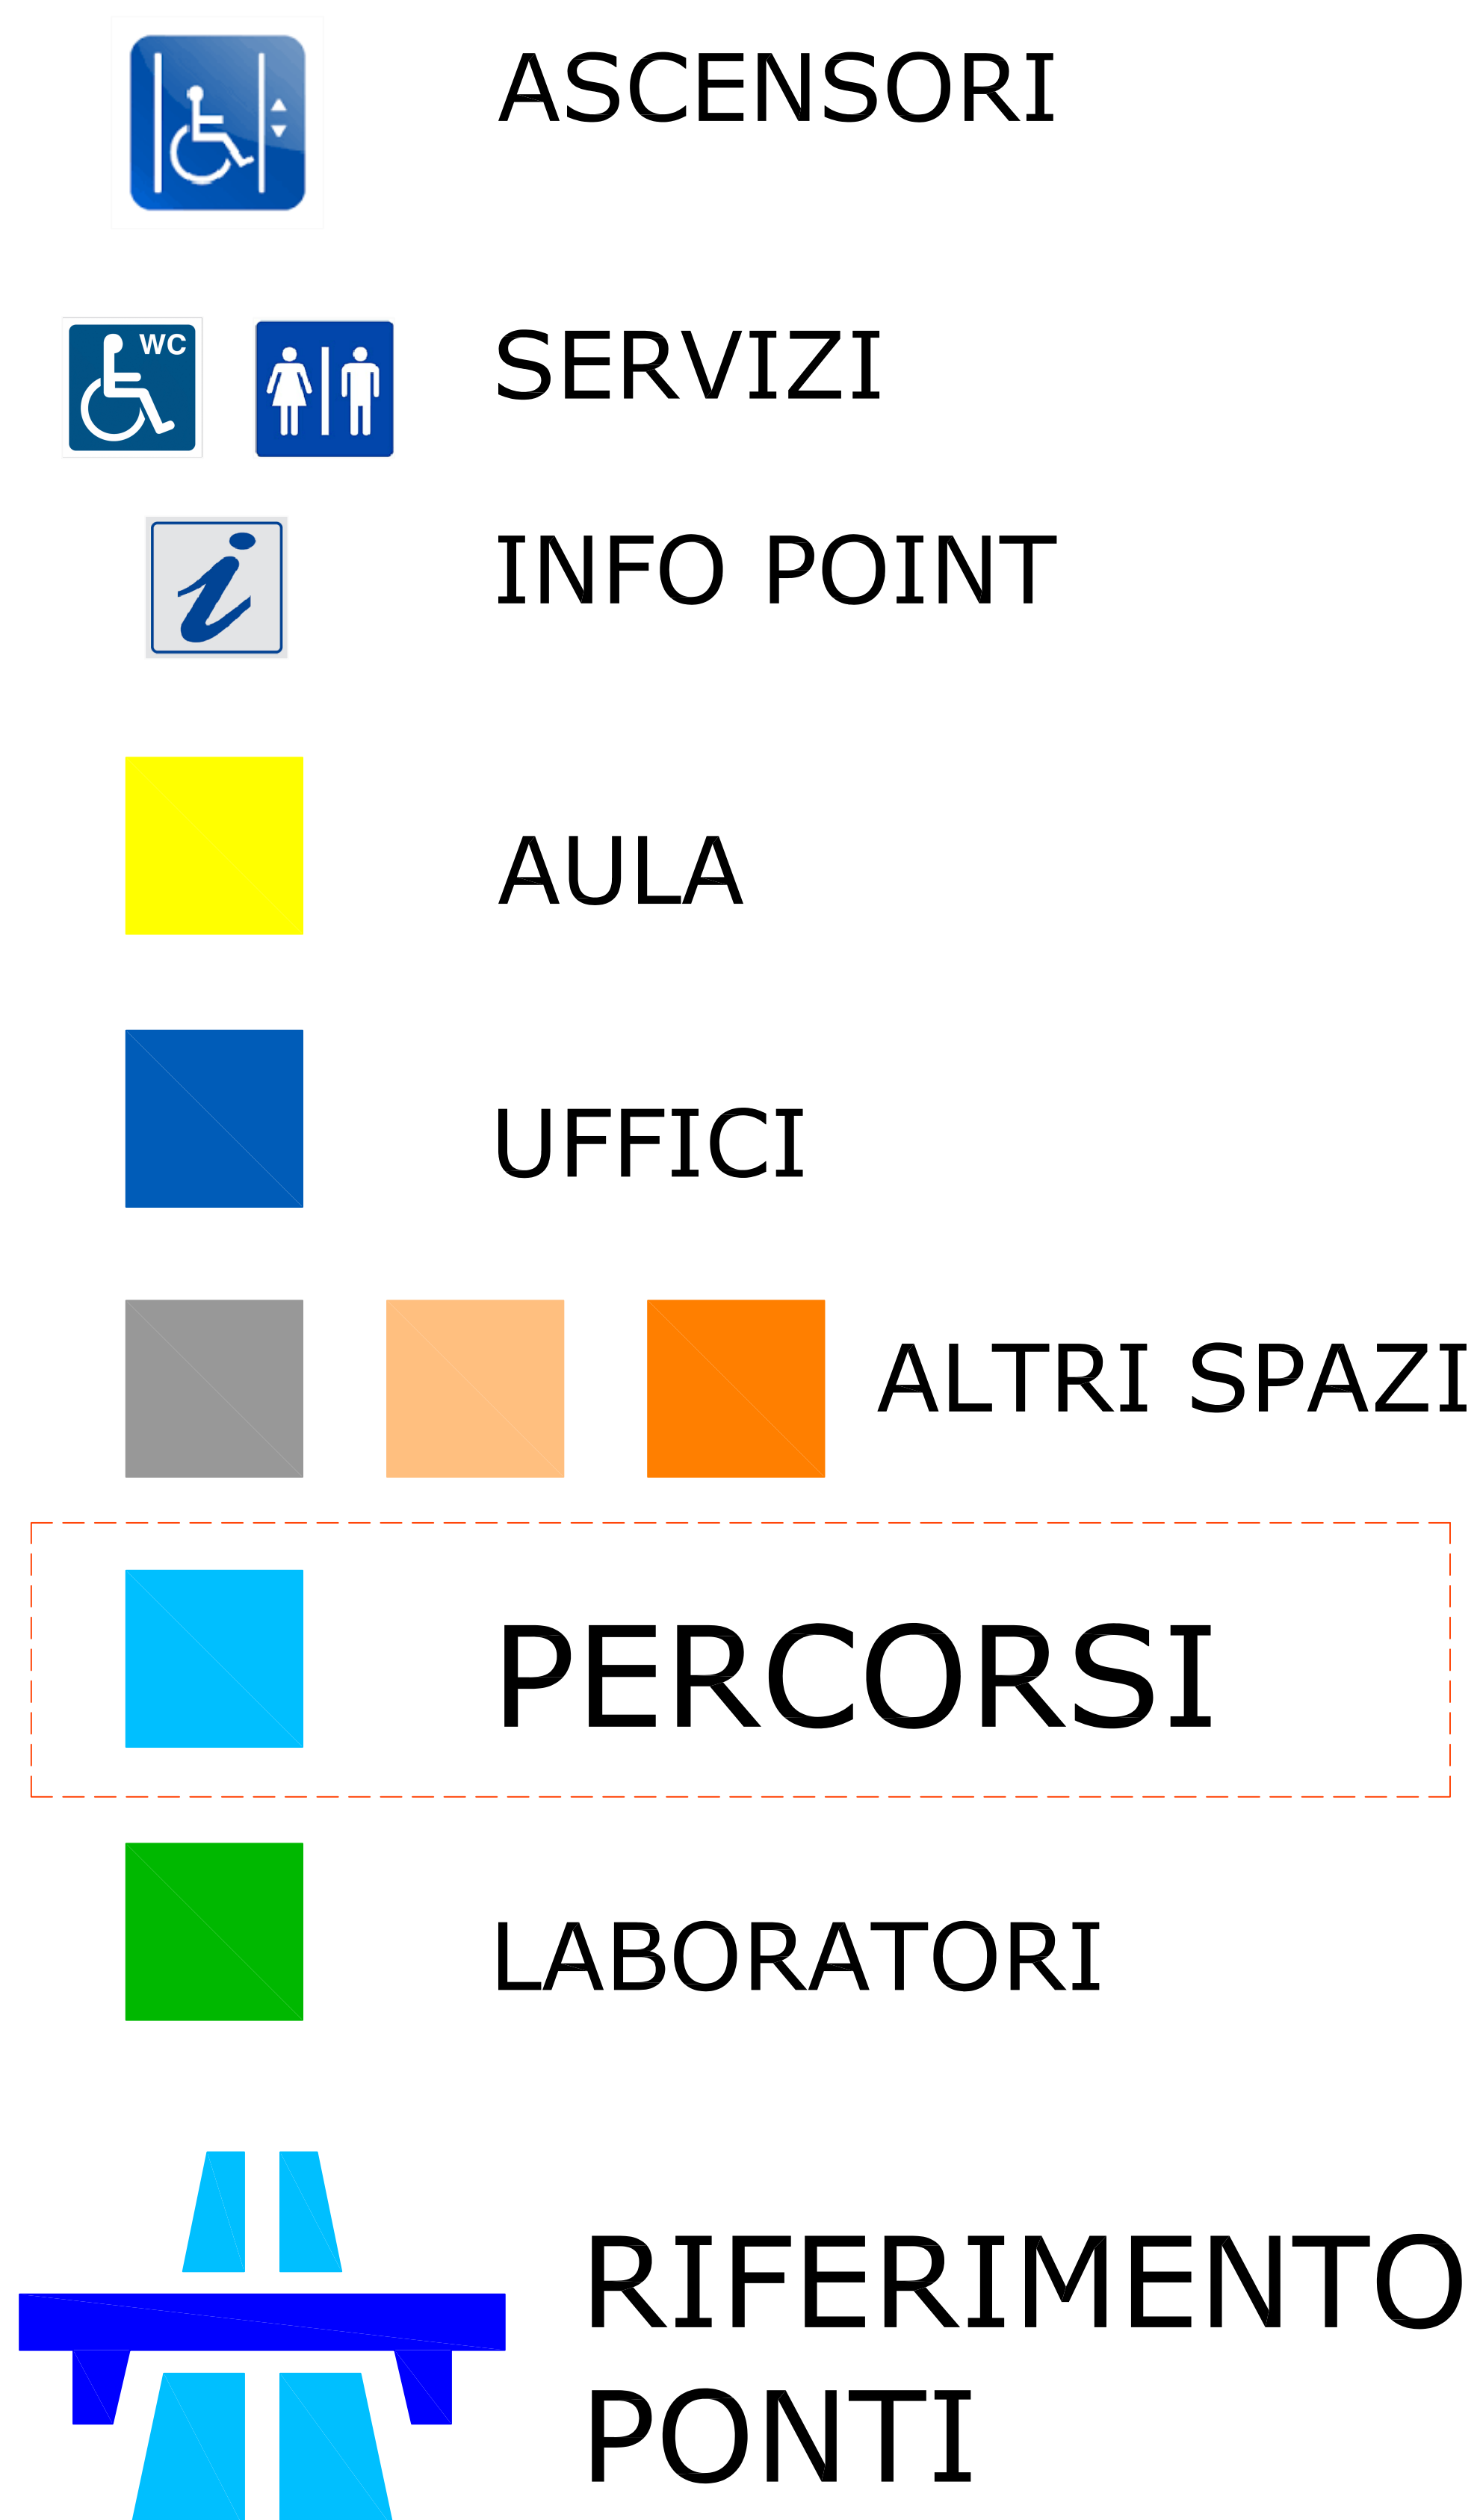 ASCENSORI
WC
SERVIZI
i
INFO POINT
AULA
UFFICI
ALTRI SPAZI
PERCORSI
LABORATORI
RIFERIMENTO
PONTI